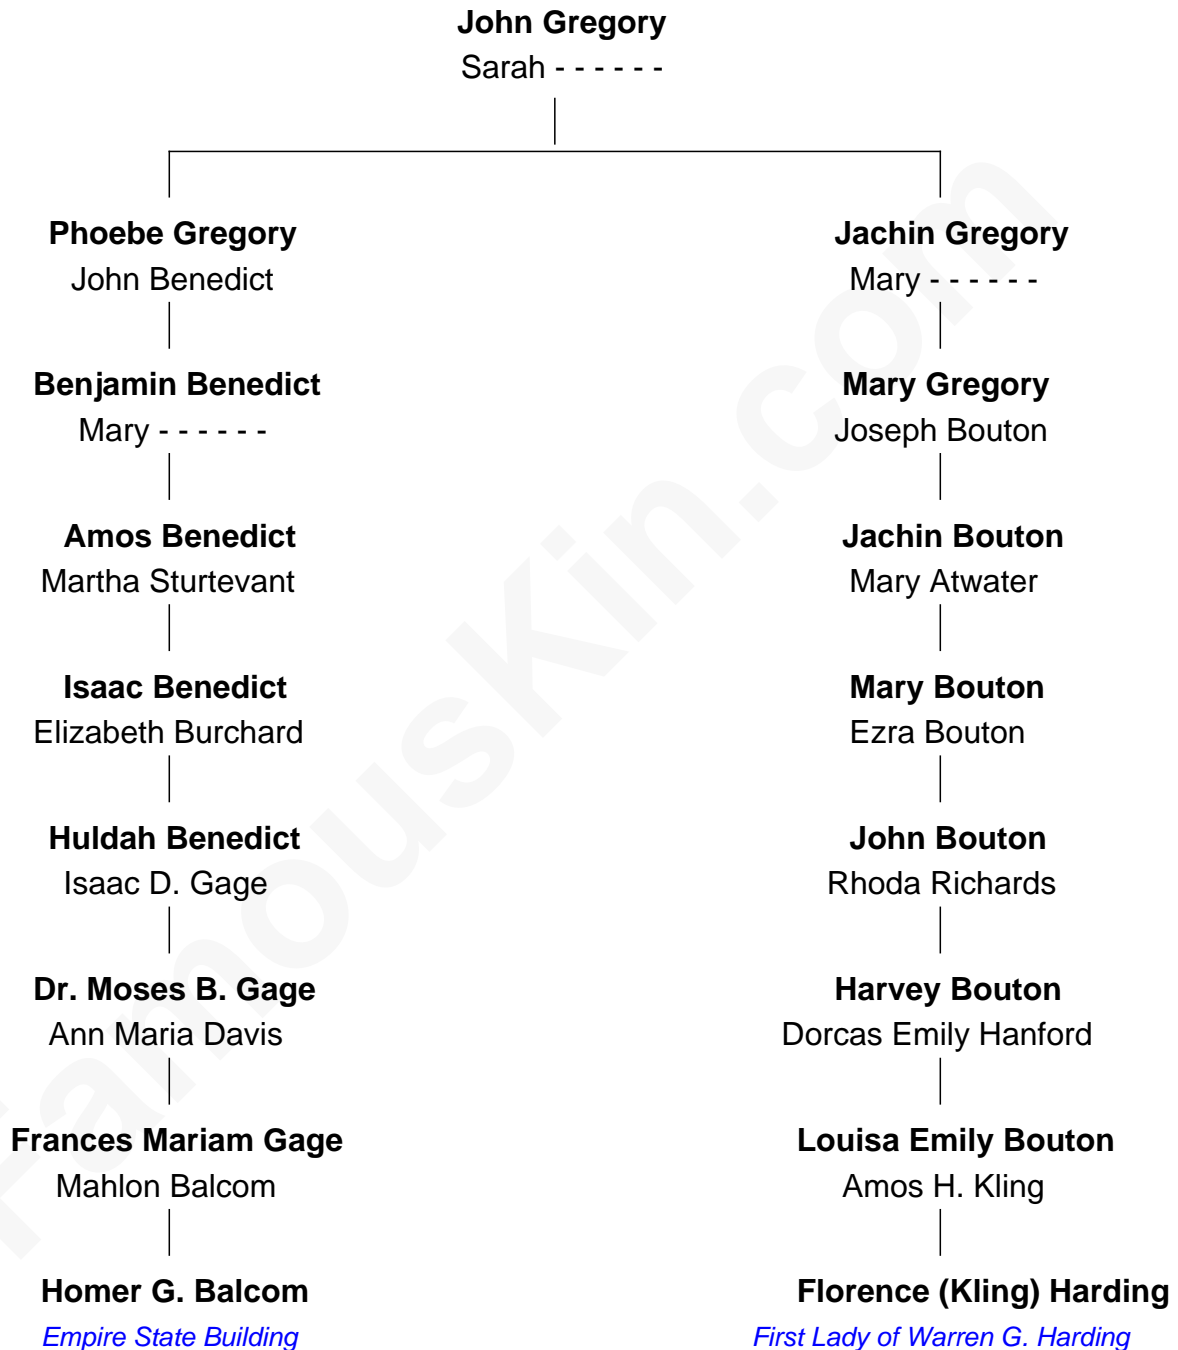 John Gregory
Sarah - - - - - -
Phoebe Gregory
John Benedict
Benjamin Benedict
Mary - - - - - -
Amos Benedict
Martha Sturtevant
Isaac Benedict
Elizabeth Burchard
Huldah Benedict
Isaac D. Gage
Dr. Moses B. Gage
Ann Maria Davis
Frances Mariam Gage
Mahlon Balcom
Homer G. Balcom
Empire State Building
Jachin Gregory
Mary - - - - - -
Mary Gregory
Joseph Bouton
Jachin Bouton
Mary Atwater
Mary Bouton
Ezra Bouton
John Bouton
Rhoda Richards
Harvey Bouton
Dorcas Emily Hanford
Louisa Emily Bouton
Amos H. Kling
Florence (Kling) Harding
First Lady of Warren G. Harding
FamousKin.com